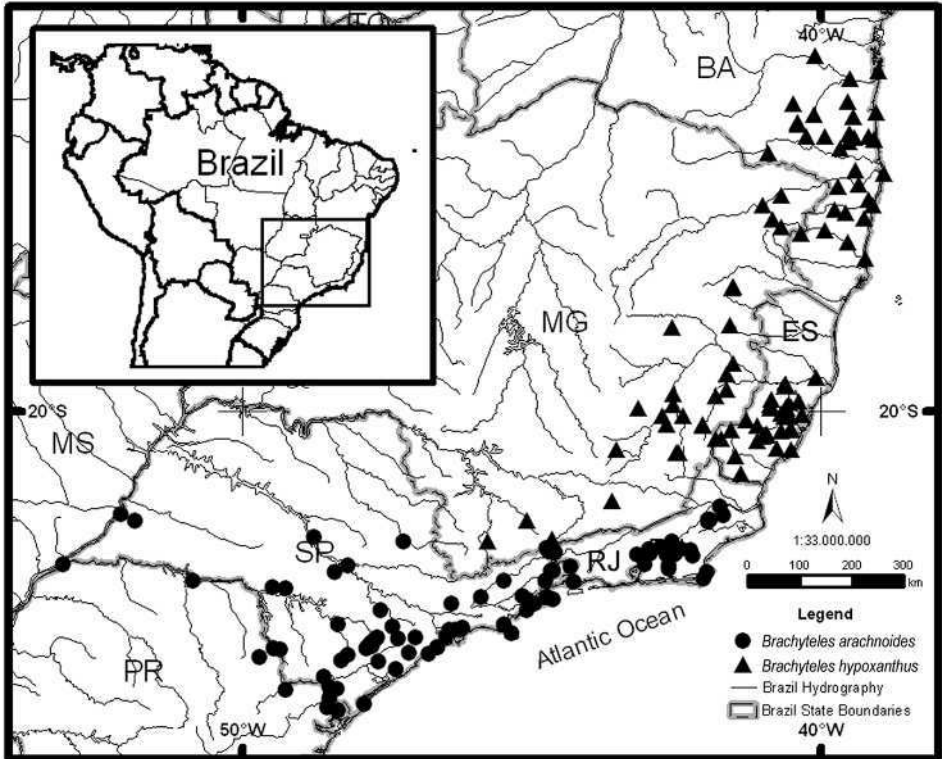 40°W
BA
Brazil
MG
ES
20°S
20°S
MS
N
1:33.000.000
SP
RJ
0
100
200
300
km
Legend
Brachyteles arachnoides
Atlantic Ocean
Brachyteles hypoxanthus
PR
Brazil Hydrography
Brazil State Boundaries
50°W
40°W